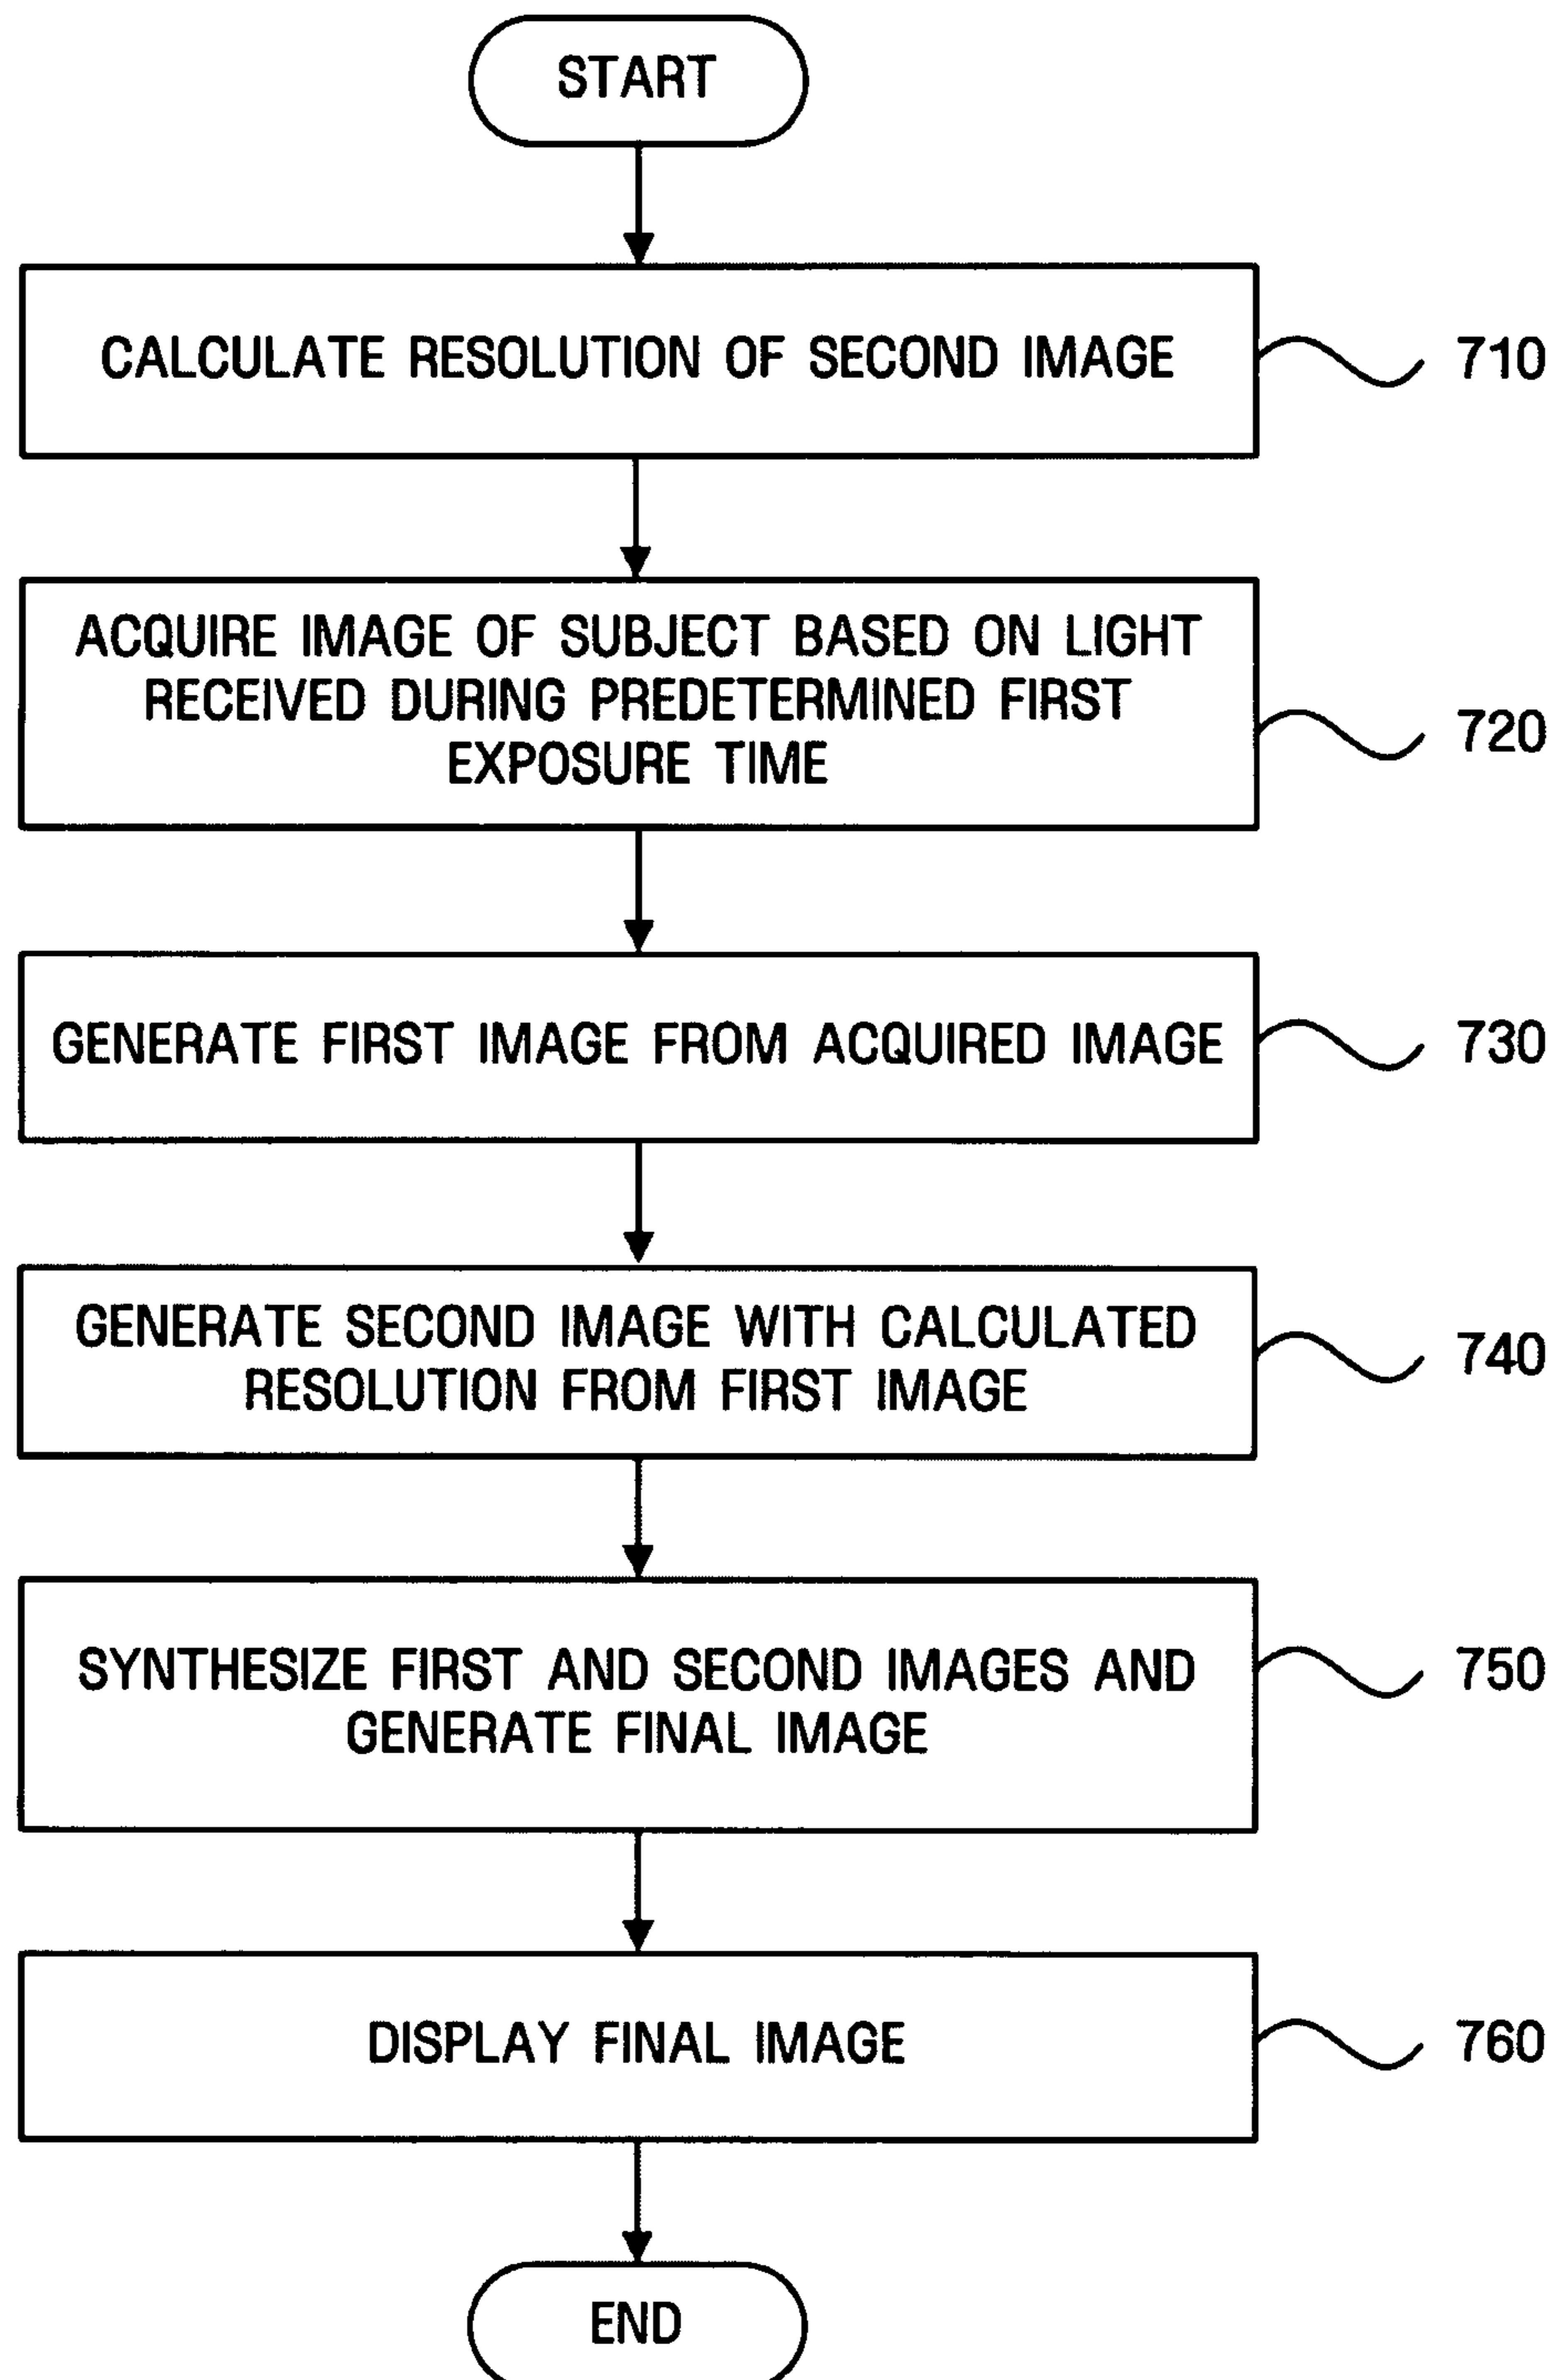 START
CALCULATE RESOLUTION OF SECOND IMAGE
710
ACQUIRE IMAGE OF SUBJECT BASED ON LIGHT
RECEIVED DURING PREDETERMINED FIRST
EXPOSURE TIME
720
GENERATE FIRST IMAGE FROM ACQUIRED IMAGE
730
GENERATE SECOND IMAGE WITH CALCULATED
RESOLUTION FROM FIRST IMAGE
740
SYNTHESIZE FIRST AND SECOND IMAGES AND
GENERATE FINAL IMAGE
750
DISPLAY FINAL IMAGE
760
END